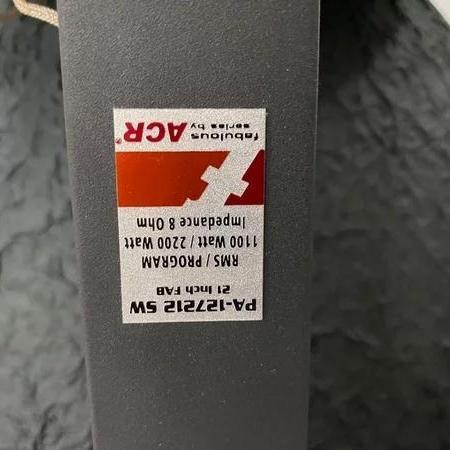 PA-127212 SW
21 Inch FAB
RMS / PROGRAM
1100 Watt / 2200 Watt
Impedance 8 Ohm
fabulous
series by ACR®